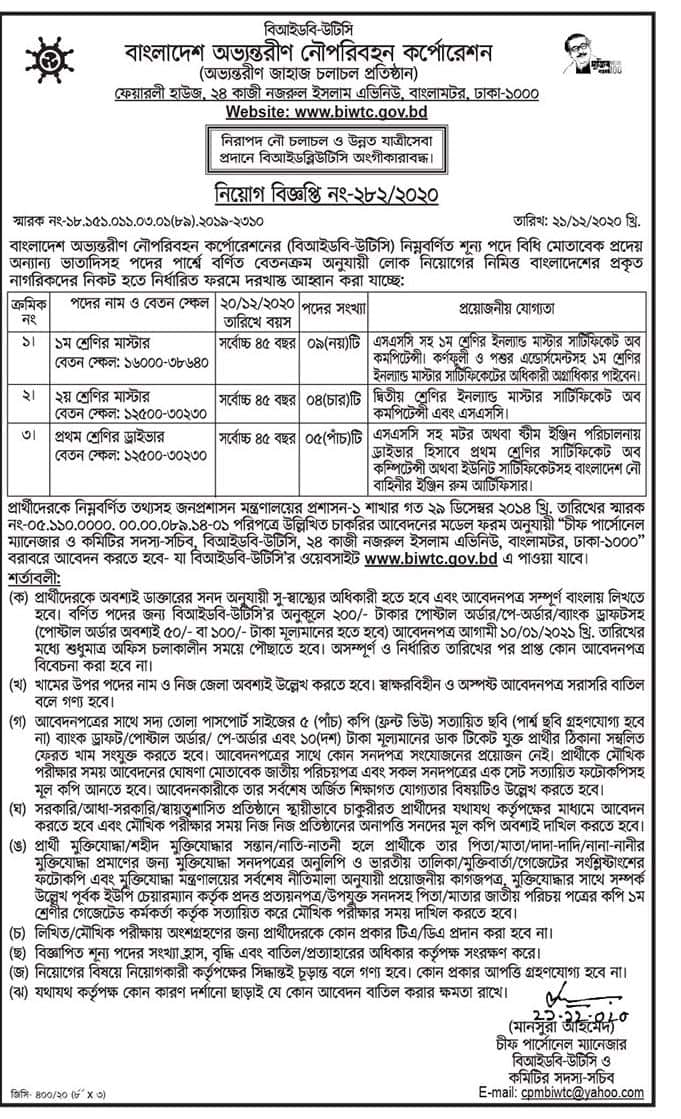 বিআইডব্লি-উটিসি
বাংলাদেশ অভ্যন্তরীণ নৌপরিবহন কর্পোরেশন
(অভ্যন্তরীণ জাহাজ চলাচল প্রতিষ্ঠান)
ফেয়ারলী হাউজ, ২৪ কাজী নজরুল ইসলাম এভিনিউ, বাংলামটর, ঢাকা-১০০০
Website: www.biwtc.gov.bd
নিরাপদ নৌ চলাচল ও উন্নত যাত্রীসেবা
প্রদানে বিআইডব্লিউটিসি অংগীকারাবদ্ধ।
নিয়োগ বিজ্ঞপ্তি নং-২৮২/২০২০
স্মারক নং-১৮.১৫১.০১১.০৩.০১(৮৯).২০১৯-২৩১০ তারিখ: ২১/১২/২০২০ খ্রি.
বাংলাদেশ অভ্যন্তরীণ নৌপরিবহন কর্পোরেশনের (বিআইডবি-উটিসি) নিম্নবর্ণিত শূন্য পদে বিধি মোতাবেক প্রদেয়
অন্যান্য ভাতাদিসহ পদের পার্শ্বে বর্ণিত বেতনক্রম অনুযায়ী লোক নিয়োগের নিমিত্ত বাংলাদেশের প্রকৃত
নাগরিকদের নিকট হতে নির্ধারিত ফরমে দরখাস্ত আহ্বান করা যাচ্ছে:
ক্রমিক নং পদের নাম ও বেতন স্কেল ২০/১২/২০২০ তারিখে বয়স পদের সংখ্যা প্রয়োজনীয় যোগ্যতা
১। ১ম শ্রেণির মাস্টার সর্বোচ্চ ৪৫ বছর ০৯(নয়)টি এসএসসি সহ ১ম শ্রেণির ইনল্যান্ড মাস্টার সার্টিফিকেট অব
বেতন স্কেল: ১৬০০০-৩৮৬৪০ কমপিটেন্সী। কর্ণফুলী ও পশুর এন্ডোর্সমেন্টসহ ১ম শ্রেণির
ইনল্যান্ড মাস্টার সার্টিফিকেটের অধিকারী অগ্রাধিকার পাইবেন।
২। ২য় শ্রেণির মাস্টার সর্বোচ্চ ৪৫ বছর ০৪(চার)টি দ্বিতীয় শ্রেণির ইনল্যান্ড মাস্টার সার্টিফিকেট অব
বেতন স্কেল: ১২৫০০-৩০২৩০ কমপিটেন্সী এবং এসএসসি।
৩। প্রথম শ্রেণির ড্রাইভার সর্বোচ্চ ৪৫ বছর ০৫(পাঁচ)টি এসএসসি সহ মটর অথবা ষ্টীম ইঞ্জিন পরিচালনায়
বেতন স্কেল: ১২৫০০-৩০২৩০ ড্রাইভার হিসাবে প্রথম শ্রেণির সার্টিফিকেট অব
কম্পিটেন্সী অথবা ইউনিট সার্টিফিকেটসহ বাংলাদেশ নৌ
বাহিনীর ইঞ্জিন রুম আর্টিফিসার।
প্রার্থীদেরকে নিম্নবর্ণিত তথ্যসহ জনপ্রশাসন মন্ত্রণালয়ের প্রশাসন-১ শাখার গত ২৯ ডিসেম্বর ২০১৪ খ্রি. তারিখের স্মারক
নং-০৫.১১০.০০০০. ০০.০০.০৮৯.১৪-০১ পরিপত্রে উল্লিখিত চাকরির আবেদনের মডেল ফরম অনুযায়ী “চীফ পার্সোনেল
ম্যানেজার ও কমিটির সদস্য-সচিব, বিআইডবি-উটিসি, ২৪ কাজী নজরুল ইসলাম এভিনিউ, বাংলামটর, ঢাকা-১০০০”
বরাবরে আবেদন করতে হবে- যা বিআইডবি-উটিসি'র ওয়েবসাইট www.biwtc.gov.bd এ পাওয়া যাবে।
শর্তাবলী:
(ক) প্রার্থীদেরকে অবশ্যই ডাক্তারের সনদ অনুযায়ী সু-স্বাস্থ্যের অধিকারী হতে হবে এবং আবেদনপত্র সম্পূর্ণ বাংলায় লিখতে
হবে। বর্ণিত পদের জন্য বিআইডবি-উটিসি'র অনুকূলে ২০০/- টাকার পোস্টাল অর্ডার/পে-অর্ডার/ব্যাংক ড্রাফটসহ
(পোস্টাল অর্ডার অবশ্যই ৫০/- বা ১০০/- টাকা মূল্যমানের হতে হবে) আবেদনপত্র আগামী ১০/০১/২০২১ খ্রি. তারিখের
মধ্যে শুধুমাত্র অফিস চলাকালীন সময়ে পৌছাতে হবে। অসম্পূর্ণ ও নির্ধারিত তারিখের পর প্রাপ্ত কোন আবেদনপত্র
বিবেচনা করা হবে না।
(খ) খামের উপর পদের নাম ও নিজ জেলা অবশ্যই উল্লেখ করতে হবে। স্বাক্ষরবিহীন ও অস্পষ্ট আবেদনপত্র সরাসরি বাতিল
বলে গণ্য হবে।
(গ) আবেদনপত্রের সাথে সদ্য তোলা পাসপোর্ট সাইজের ৫ (পাঁচ) কপি (ফ্রন্ট ভিউ) সত্যায়িত ছবি (পার্শ্ব ছবি গ্রহণযোগ্য হবে
না) ব্যাংক ড্রাফট/পোস্টাল অর্ডার/ পে-অর্ডার এবং ১০(দশ) টাকা মূল্যমানের ডাক টিকেট যুক্ত প্রার্থীর ঠিকানা সম্বলিত
ফেরত খাম সংযুক্ত করতে হবে। আবেদনপত্রের সাথে কোন সনদপত্র সংযোজনের প্রয়োজন নেই। প্রার্থীকে মৌখিক
পরীক্ষার সময় আবেদনের ঘোষণা মোতাবেক জাতীয় পরিচয়পত্র এবং সকল সনদপত্রের এক সেট সত্যায়িত ফটোকপিসহ
মূল কপি আনতে হবে। আবেদনকারীকে তার সর্বশেষ অর্জিত শিক্ষাগত যোগ্যতার বিষয়টিও উল্লেখ করতে হবে।
(ঘ) সরকারি/আধা-সরকারি/স্বায়ত্বশাসিত প্রতিষ্ঠানে স্থায়ীভাবে চাকুরীরত প্রার্থীদের যথাযথ কর্তৃপক্ষের মাধ্যমে আবেদন
করতে হবে এবং মৌখিক পরীক্ষার সময় নিজ নিজ প্রতিষ্ঠানের অনাপত্তি সনদের মূল কপি অবশ্যই দাখিল করতে হবে।
(ঙ) প্রার্থী মুক্তিযোদ্ধা/শহীদ মুক্তিযোদ্ধার সন্তান/নাতি-নাতনী হলে প্রার্থীকে তার পিতা/মাতা/দাদা-দাদি/নানা-নানীর
মুক্তিযোদ্ধা প্রমাণের জন্য মুক্তিযোদ্ধা সনদপত্রের অনুলিপি ও ভারতীয় তালিকা/মুক্তিবার্তা/গেজেটের সংশ্লিষ্টাংশের
ফটোকপি এবং মুক্তিযোদ্ধা মন্ত্রণালয়ের সর্বশেষ নীতিমালা অনুযায়ী প্রয়োজনীয় কাগজপত্র, মুক্তিযোদ্ধার সাথে সম্পর্ক
উল্লেখ পূর্বক ইউপি চেয়ারম্যান কর্তৃক প্রদত্ত প্রত্যয়নপত্র/উপযুক্ত সনদসহ পিতা/মাতার জাতীয় পরিচয় পত্রের কপি ১ম
শ্রেণীর গেজেটেড কর্মকর্তা কর্তৃক সত্যায়িত করে মৌখিক পরীক্ষার সময় দাখিল করতে হবে।
(চ) লিখিত/মৌখিক পরীক্ষায় অংশগ্রহণের জন্য প্রার্থীদেরকে কোন প্রকার টিএ/ডিএ প্রদান করা হবে না।
(ছ) বিজ্ঞাপিত শূন্য পদের সংখ্যা হ্রাস, বৃদ্ধি এবং বাতিল/প্রত্যাহারের অধিকার কর্তৃপক্ষ সংরক্ষণ করে।
(জ) নিয়োগের বিষয়ে নিয়োগকারী কর্তৃপক্ষের সিদ্ধান্তই চূড়ান্ত বলে গণ্য হবে। কোন প্রকার আপত্তি গ্রহণযোগ্য হবে না।
(ঝ) যথাযথ কর্তৃপক্ষ কোন কারণ দর্শানো ছাড়াই যে কোন আবেদন বাতিল করার ক্ষমতা রাখে।
(মানসুরা আহমেদ)
চীফ পার্সোনেল ম্যানেজার
বিআইডবি-উটিসি ও
কমিটির সদস্য-সচিব
জিসি- ৪০০/২০ (৮˝ X ৩) E-mail: cpmbiwtc@yahoo.com